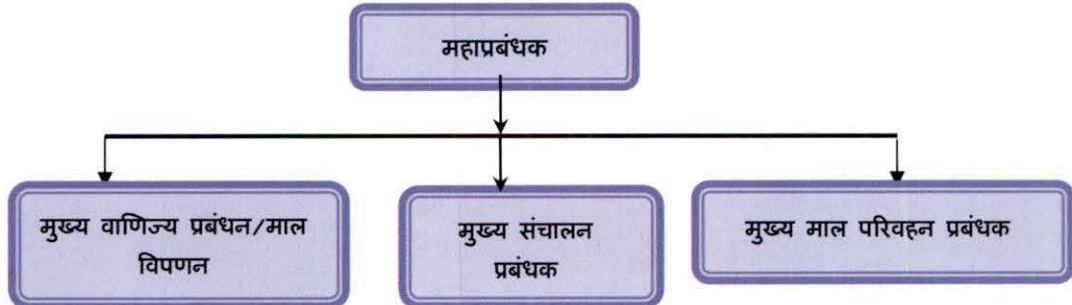 महाप्रबंधक
मुख्य वाणिज्य प्रबंधन/माल
विपणन
मुख्य संचालन
प्रबंधक
मुख्य माल परिवहन प्रबंधक